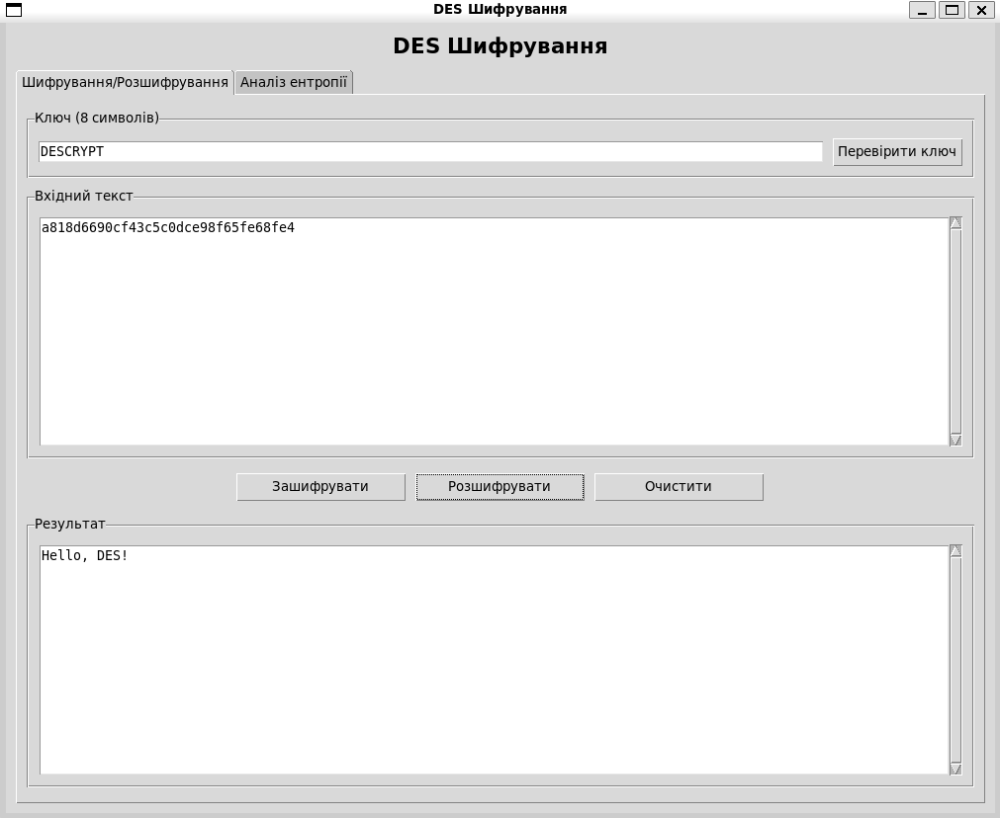 DES Шифрування
DES Шифрування
Шифрування/Розшифрування Аналіз ентропії
Ключ (8 символів)
DESCRYPT Перевірити ключ
Вхідний текст
a818d6690cf43c5c0dce98f65fe68fe4
Зашифрувати Розшифрувати Очистити
Результат
Hello, DES!